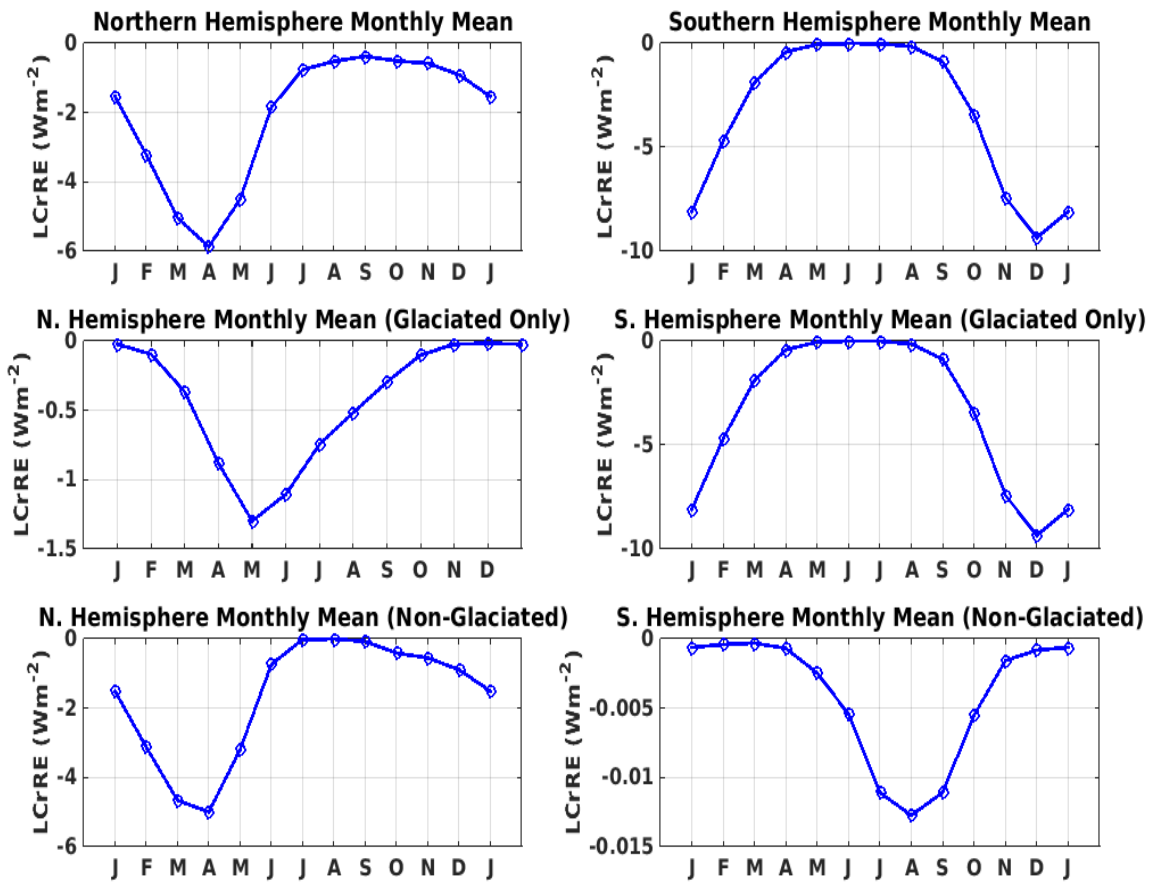 Northern Hemisphere Monthly Mean
LCrRE (Wm⁻²)
0
-2
-4
-6
J F M A M J J A S O N D J
Southern Hemisphere Monthly Mean
LCrRE (Wm⁻²)
0
-5
-10
J F M A M J J A S O N D J
N. Hemisphere Monthly Mean (Glaciated Only)
LCrRE (Wm⁻²)
0
-0.5
-1
-1.5
J F M A M J J A S O N D
S. Hemisphere Monthly Mean (Glaciated Only)
LCrRE (Wm⁻²)
0
-5
-10
J F M A M J J A S O N D J
N. Hemisphere Monthly Mean (Non-Glaciated)
LCrRE (Wm⁻²)
0
-2
-4
-6
J F M A M J J A S O N D J
S. Hemisphere Monthly Mean (Non-Glaciated)
LCrRE (Wm⁻²)
0
-0.005
-0.01
-0.015
J F M A M J J A S O N D J